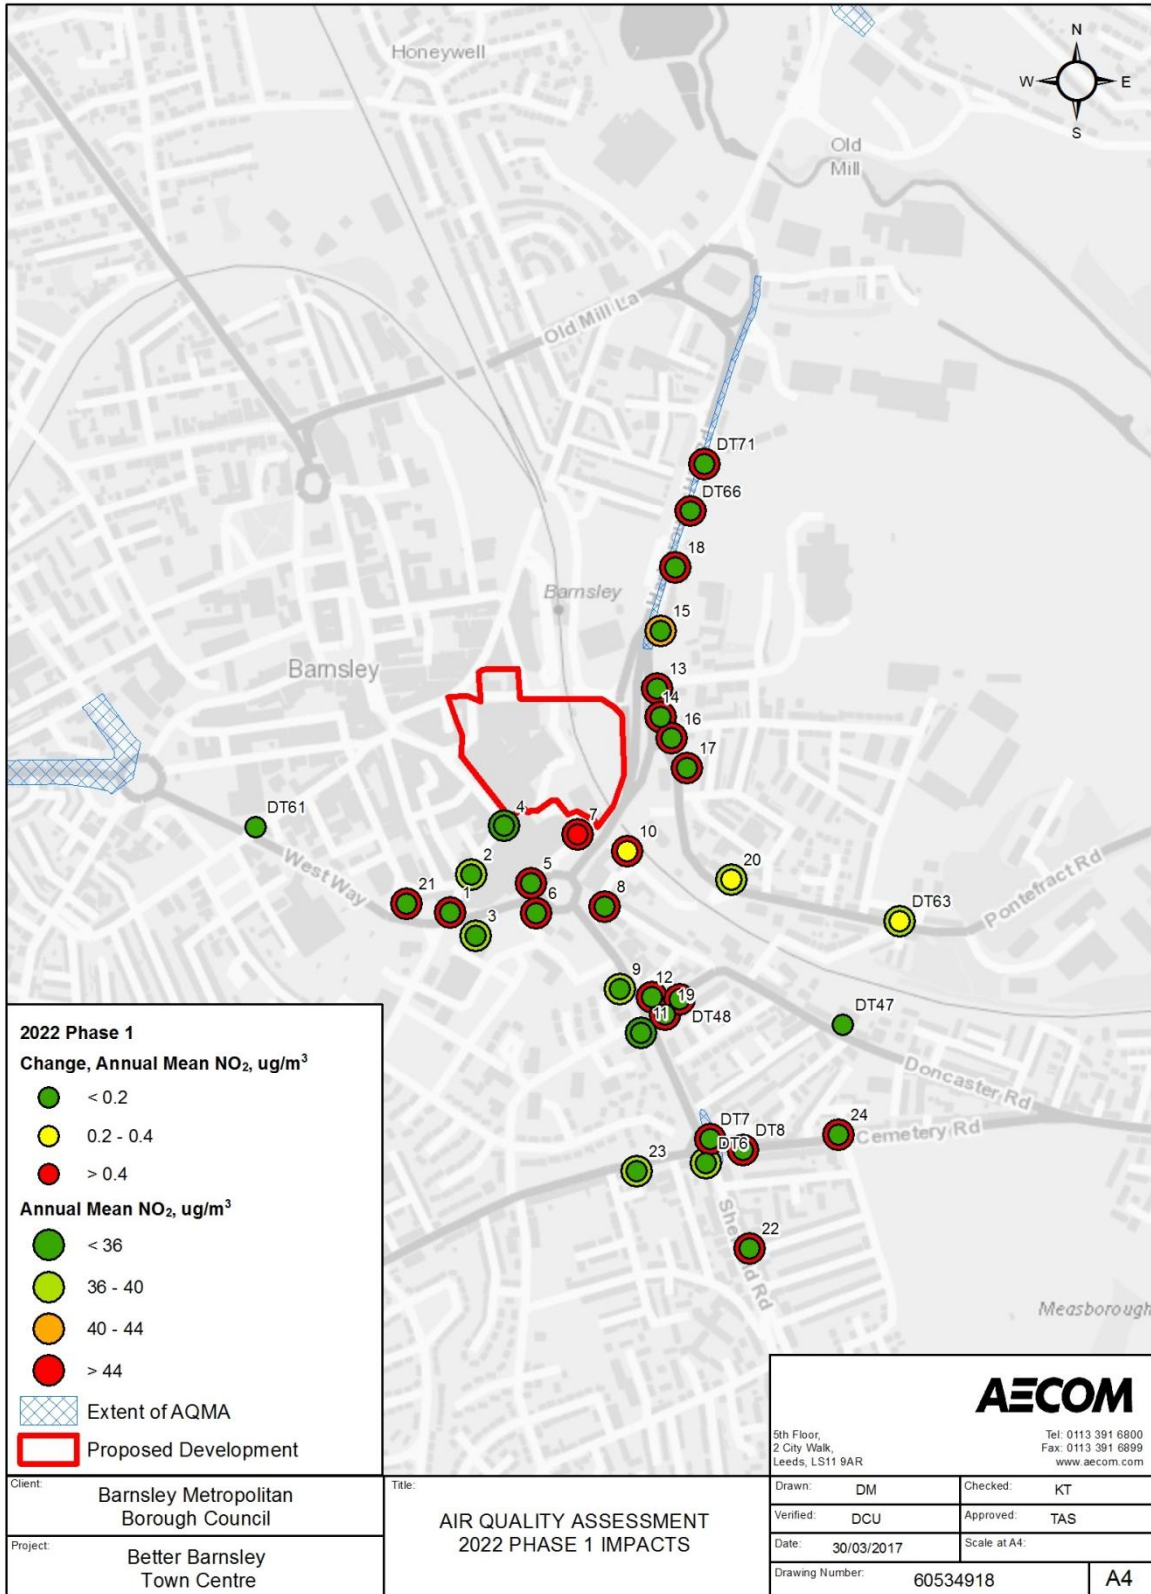 N
W
E
S
Honeywell
Old
Mill
Old Mill La
DT71
DT66
18
Barnsley
15
Barnsley
13
14
16
17
DT61
4
7
10
2
5
20
West Way
21
1
6
8
DT63
Pontefract Rd
3
9
12
19
11
DT48
DT47
Doncaster Rd
DT7
DT8
24
Cemetery Rd
DT6
23
22
Measborough
2022 Phase 1
Change, Annual Mean NO₂, ug/m³
< 0.2
0.2 - 0.4
> 0.4
Annual Mean NO₂, ug/m³
< 36
36 - 40
40 - 44
> 44
Extent of AQMA
Proposed Development
AECOM
5th Floor,
2 City Walk,
Leeds, LS11 9AR
Tel: 0113 391 6800
Fax: 0113 391 6899
www.aecom.com
Client:
Barnsley Metropolitan
Borough Council
Project:
Better Barnsley
Town Centre
Title:
AIR QUALITY ASSESSMENT
2022 PHASE 1 IMPACTS
Drawn: DM
Checked: KT
Verified: DCU
Approved: TAS
Date: 30/03/2017
Scale at A4:
Drawing Number: 60534918
A4